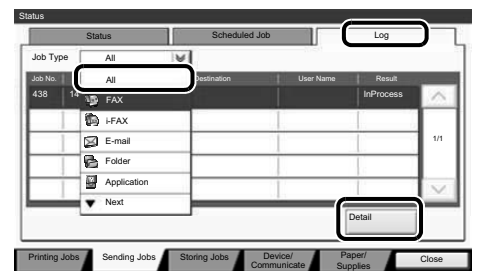 Status
Status Scheduled Job Log
Job Type All
Job No. Destination User Name Result
All
438 14 InProcess
FAX
i-FAX
E-mail 1/1
Folder
Application
Next
Detail
Printing Jobs Sending Jobs Storing Jobs Device/ Communicate Paper/ Supplies Close